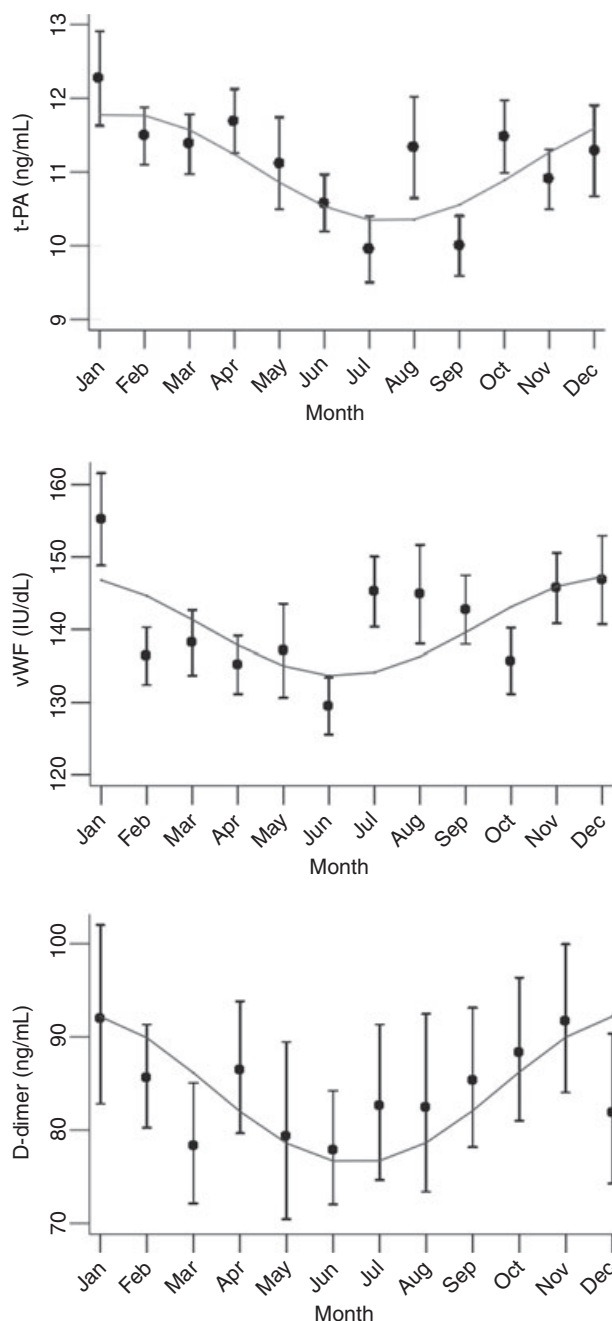 t-PA (ng/mL)
13
12
11
10
9
Jan Feb Mar Apr May Jun Jul Aug Sep Oct Nov Dec
Month
vWF (IU/dL)
160
150
140
130
120
Jan Feb Mar Apr May Jun Jul Aug Sep Oct Nov Dec
Month
D-dimer (ng/mL)
100
90
80
70
Jan Feb Mar Apr May Jun Jul Aug Sep Oct Nov Dec
Month